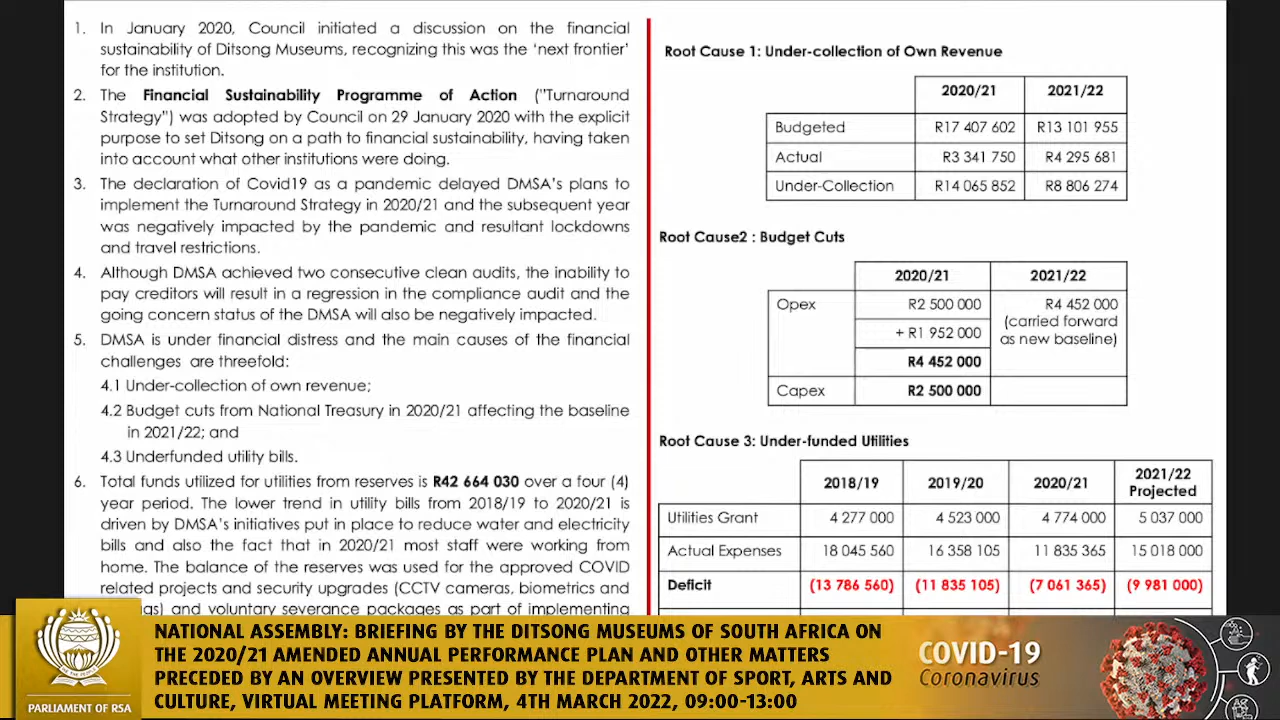 1. In January 2020, Council initiated a discussion on the financial
sustainability of Ditsong Museums, recognizing this was the 'next frontier'
for the institution.
2. The Financial Sustainability Programme of Action ("Turnaround
Strategy") was adopted by Council on 29 January 2020 with the explicit
purpose to set Ditsong on a path to financial sustainability, having taken
into account what other institutions were doing.
3. The declaration of Covid19 as a pandemic delayed DMSA's plans to
implement the Turnaround Strategy in 2020/21 and the subsequent year
was negatively impacted by the pandemic and resultant lockdowns
and travel restrictions.
4. Although DMSA achieved two consecutive clean audits, the inability to
pay creditors will result in a regression in the compliance audit and the
going concern status of the DMSA will also be negatively impacted.
5. DMSA is under financial distress and the main causes of the financial
challenges are threefold:
4.1 Under-collection of own revenue;
4.2 Budget cuts from National Treasury in 2020/21 affecting the baseline
in 2021/22; and
4.3 Underfunded utility bills.
6. Total funds utilized for utilities from reserves is R42 664 030 over a four (4)
year period. The lower trend in utility bills from 2018/19 to 2020/21 is
driven by DMSA's initiatives put in place to reduce water and electricity
bills and also the fact that in 2020/21 most staff were working from
home. The balance of the reserves was used for the approved COVID
related projects and security upgrades (CCTV cameras, biometrics and
and voluntary severance packages as part of implementing
Root Cause 1: Under-collection of Own Revenue
2020/21 2021/22
Budgeted R17 407 602 R13 101 955
Actual R3 341 750 R4 295 681
Under-Collection R14 065 852 R8 806 274
Root Cause2 : Budget Cuts
2020/21 2021/22
Opex R2 500 000 R4 452 000
(carried forward
+ R1 952 000 as new baseline)
R4 452 000
Capex R2 500 000
Root Cause 3: Under-funded Utilities
2018/19 2019/20 2020/21 2021/22
Projected
Utilities Grant 4 277 000 4 523 000 4 774 000 5 037 000
Actual Expenses 18 045 560 16 358 105 11 835 365 15 018 000
Deficit (13 786 560) (11 835 105) (7 061 365) (9 981 000)
PARLIAMENT OF RSA
NATIONAL ASSEMBLY: BRIEFING BY THE DITSONG MUSEUMS OF SOUTH AFRICA ON
THE 2020/21 AMENDED ANNUAL PERFORMANCE PLAN AND OTHER MATTERS
PRECEDED BY AN OVERVIEW PRESENTED BY THE DEPARTMENT OF SPORT, ARTS AND
CULTURE, VIRTUAL MEETING PLATFORM, 4TH MARCH 2022, 09:00-13:00
COVID-19
Coronavirus